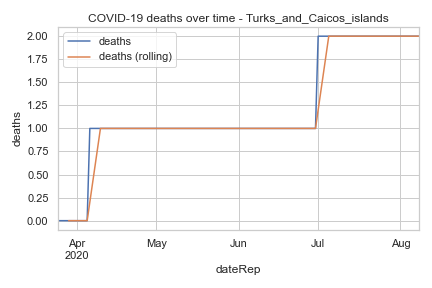 COVID-19 deaths over time - Turks_and_Caicos_islands
deaths
deaths (rolling)
2.00
1.75
1.50
1.25
1.00
0.75
0.50
0.25
0.00
deaths
Apr
2020
May
Jun
Jul
Aug
dateRep